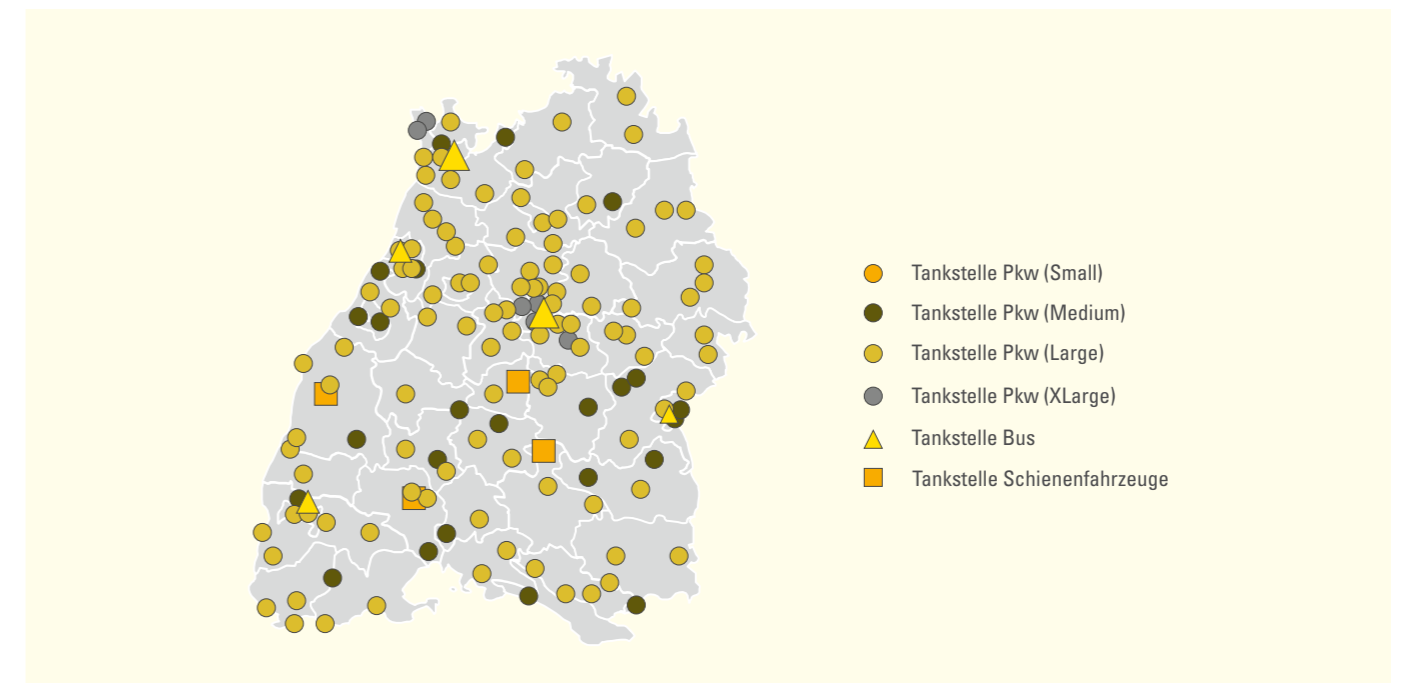 Tankstelle Pkw (Small)
Tankstelle Pkw (Medium)
Tankstelle Pkw (Large)
Tankstelle Pkw (XLarge)
Tankstelle Bus
Tankstelle Schienenfahrzeuge